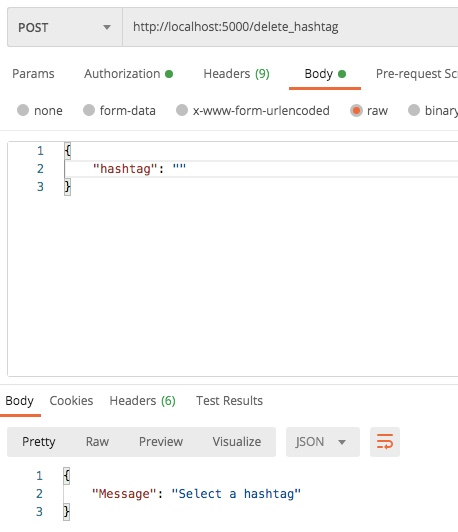 POST http://localhost:5000/delete_hashtag
Params Authorization Headers (9) Body Pre-request Sc
none form-data x-www-form-urlencoded raw binary
1 {
2 "hashtag": ""
3 }
Body Cookies Headers (6) Test Results
Pretty Raw Preview Visualize JSON
1 {
2 "Message": "Select a hashtag"
3 }